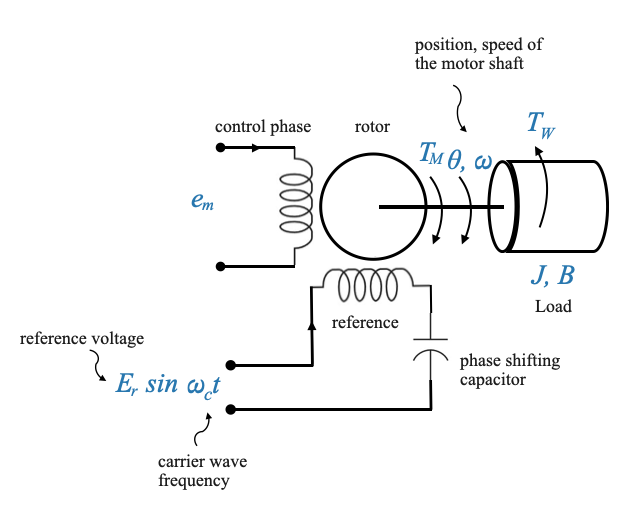 position, speed of
the motor shaft
control phase
rotor
T_M θ, ω
T_W
e_m
J, B
Load
reference
reference voltage
E_r sin ω_c t
phase shifting
capacitor
carrier wave
frequency